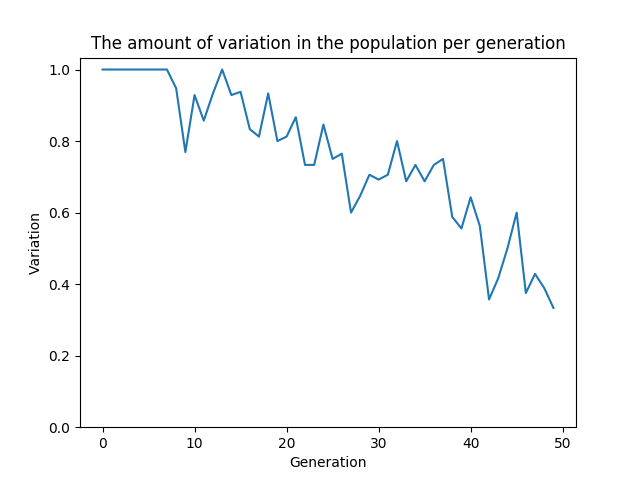 The amount of variation in the population per generation
1.0
0.8
0.6
0.4
0.2
0.0
Variation
0 10 20 30 40 50
Generation